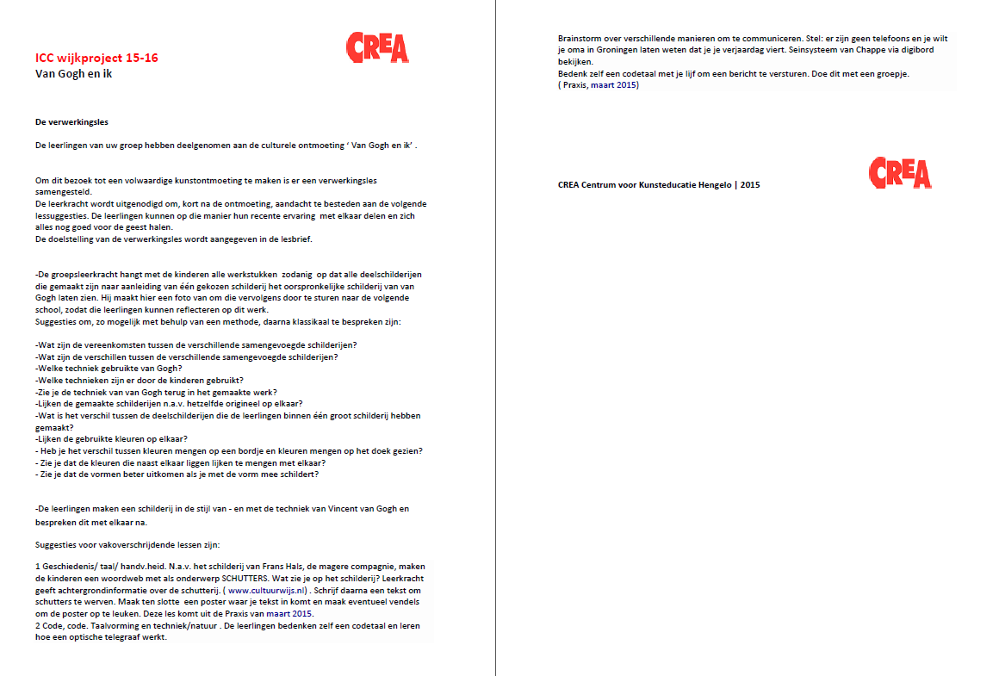 CREA
ICC wijkproject 15-16
Van Gogh en ik
De verwerkingsles
De leerlingen van uw groep hebben deelgenomen aan de culturele ontmoeting ‘ Van Gogh en ik’ .
Om dit bezoek tot een volwaardige kunstontmoeting te maken is er een verwerkingsles
samengesteld.
De leerkracht wordt uitgenodigd om, kort na de ontmoeting, aandacht te besteden aan de volgende
lessuggesties. De leerlingen kunnen op die manier hun recente ervaring  met elkaar delen en zich
alles nog goed voor de geest halen.
De doelstelling van de verwerkingsles wordt aangegeven in de lesbrief.
-De groepsleerkracht hangt met de kinderen alle werkstukken  zodanig  op dat alle deelschilderijen
die gemaakt zijn naar aanleiding van één gekozen schilderij het oorspronkelijke schilderij van van
Gogh laten zien. Hij maakt hier een foto van om die vervolgens door te sturen naar de volgende
school, zodat die leerlingen kunnen reflecteren op dit werk.
Suggesties om, zo mogelijk met behulp van een methode, daarna klassikaal te bespreken zijn:
-Wat zijn de vereenkomsten tussen de verschillende samengevoegde schilderijen?
-Wat zijn de verschillen tussen de verschillende samengevoegde schilderijen?
-Welke techniek gebruikte van Gogh?
-Welke technieken zijn er door de kinderen gebruikt?
-Zie je de techniek van van Gogh terug in het gemaakte werk?
-Lijken de gemaakte schilderijen n.a.v. hetzelfde origineel op elkaar?
-Wat is het verschil tussen de deelschilderijen die de leerlingen binnen één groot schilderij hebben
gemaakt?
-Lijken de gebruikte kleuren op elkaar?
- Heb je het verschil tussen kleuren mengen op een bordje en kleuren mengen op het doek gezien?
- Zie je dat de kleuren die naast elkaar liggen lijken te mengen met elkaar?
- Zie je dat de vormen beter uitkomen als je met de vorm mee schildert?
-De leerlingen maken een schilderij in de stijl van - en met de techniek van Vincent van Gogh en
bespreken dit met elkaar na.
Suggesties voor vakoverschrijdende lessen zijn:
1 Geschiedenis/ taal/ handv.heid. N.a.v. het schilderij van Frans Hals, de magere compagnie, maken
de kinderen een woordweb met als onderwerp SCHUTTERS. Wat zie je op het schilderij? Leerkracht
geeft achtergrondinformatie over de schutterij. ( www.cultuurwijs.nl) . Schrijf daarna een tekst om
schutters te werven. Maak ten slotte  een poster waar je tekst in komt en maak eventueel vendels
om de poster op te leuken. Deze les komt uit de Praxis van maart 2015.
2 Code, code. Taalvorming en techniek/natuur . De leerlingen bedenken zelf een codetaal en leren
hoe een optische telegraaf werkt.
Brainstorm over verschillende manieren om te communiceren. Stel: er zijn geen telefoons en je wilt
je oma in Groningen laten weten dat je je verjaardag viert. Seinsysteem van Chappe via digibord
bekijken.
Bedenk zelf een codetaal met je lijf om een bericht te versturen. Doe dit met een groepje.
( Praxis, maart 2015)
CREA
CREA Centrum voor Kunsteducatie Hengelo | 2015